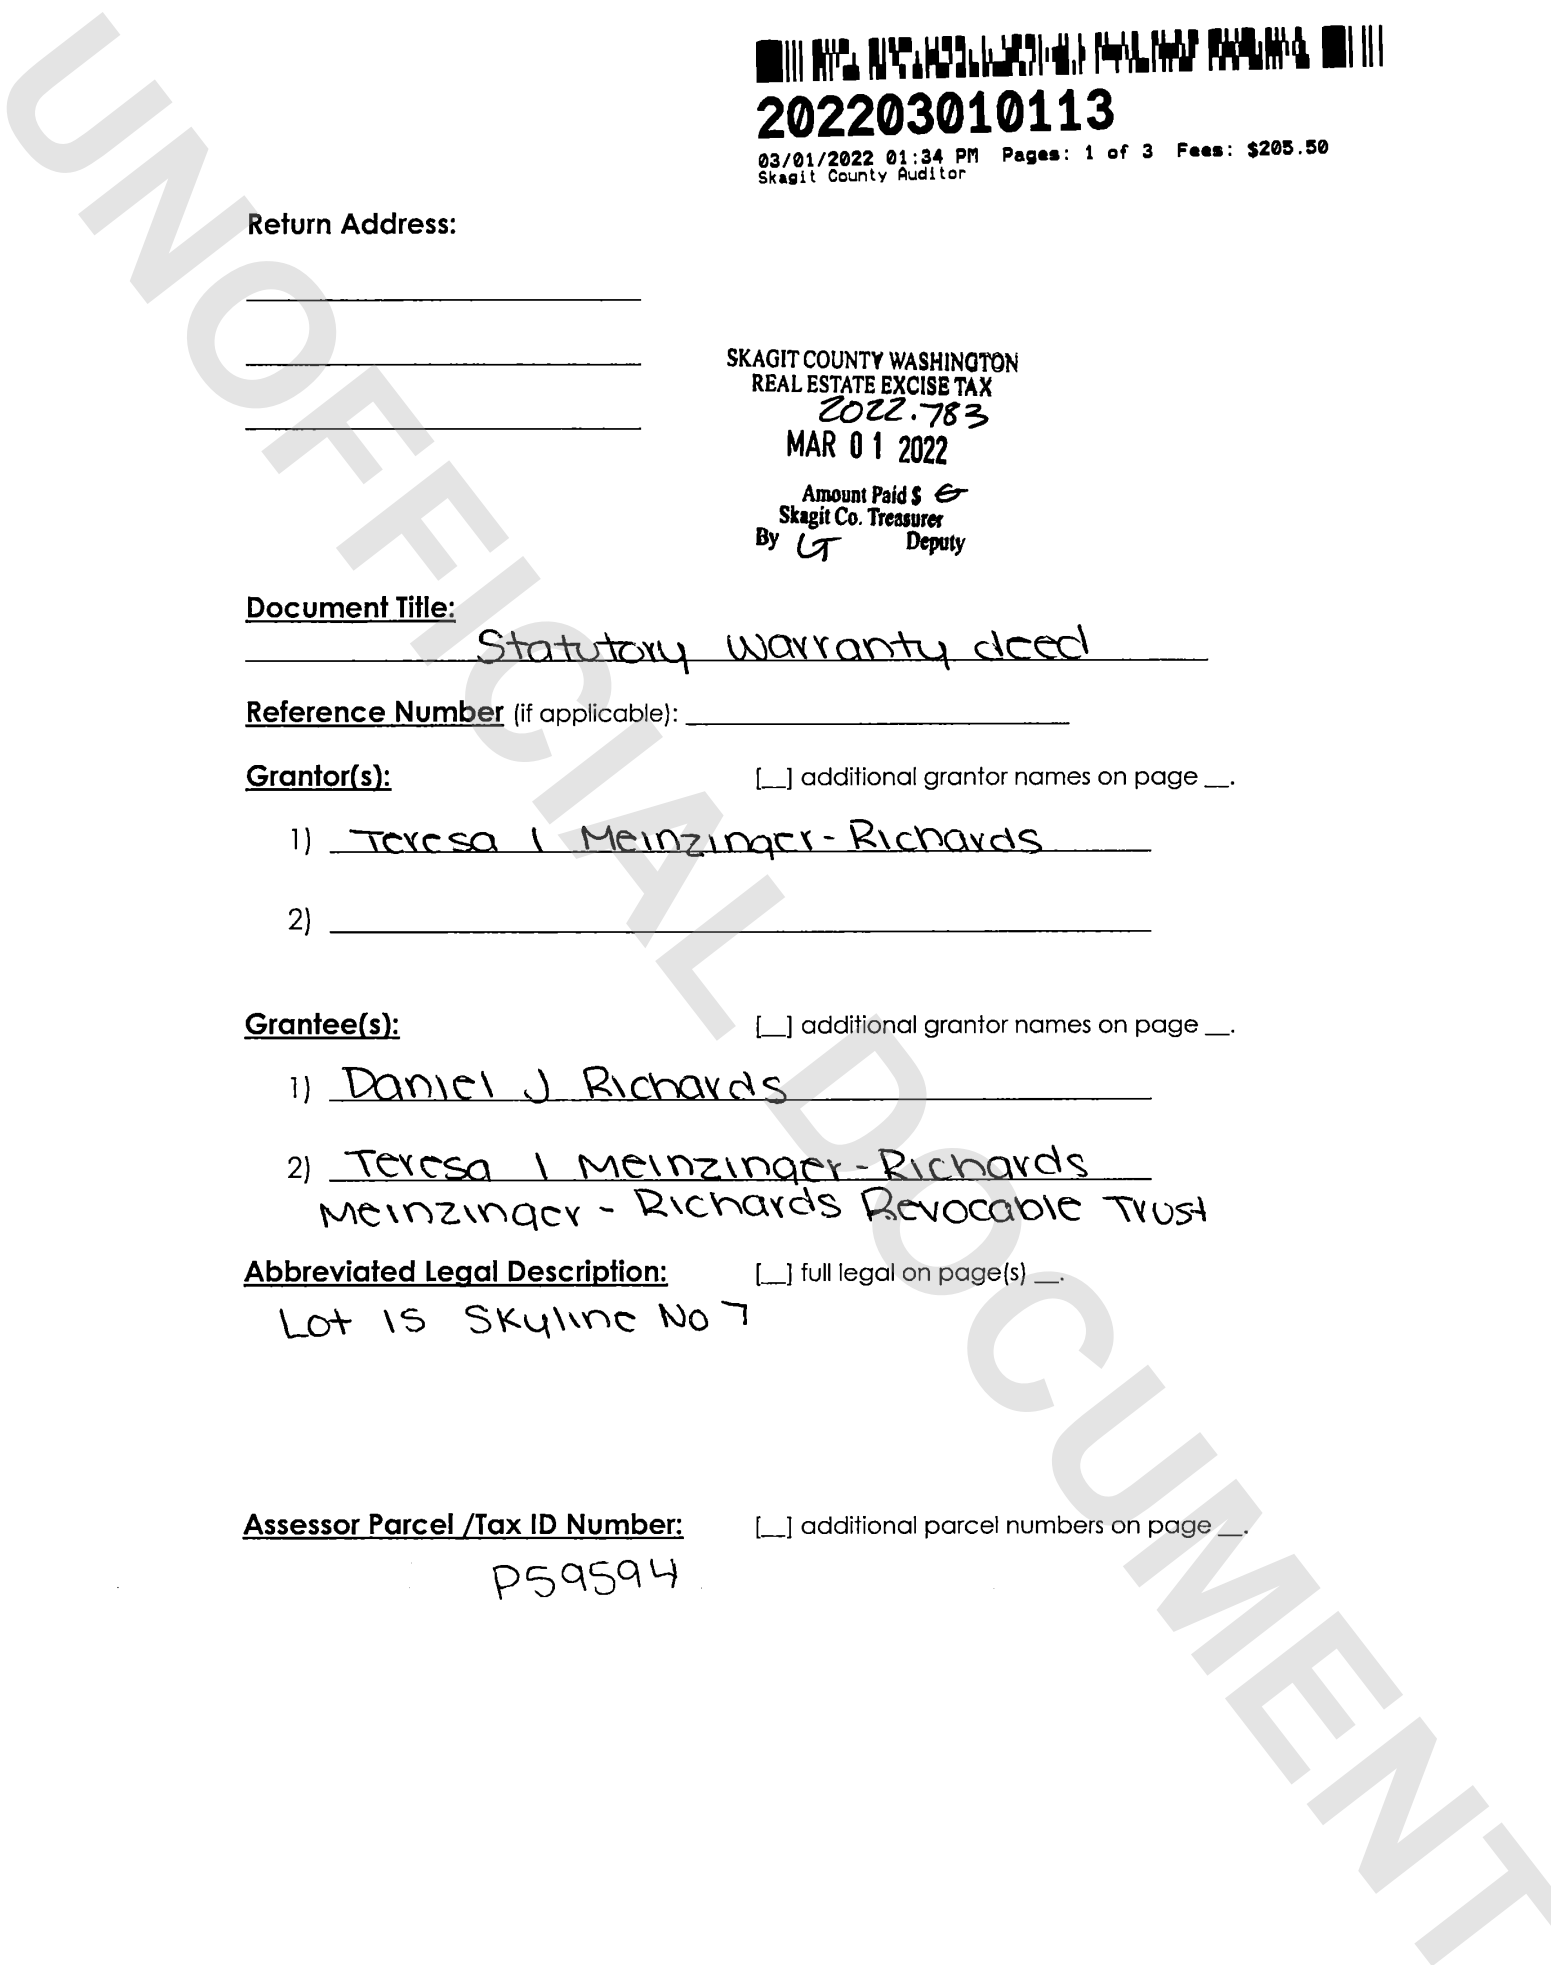 202203010113
03/01/2022 01:34 PM Pages: 1 of 3 Fees: $205.50
Skagit County Auditor
Return Address:
SKAGIT COUNTY WASHINGTON
REAL ESTATE EXCISE TAX
2022.783
MAR 01 2022
Amount Paid $
Skagit Co. Treasurer
By LT Deputy
Document Title:
Statutory Warranty deed
Reference Number (if applicable):
Grantor(s): [__] additional grantor names on page __.
1) Teresa I Meinzinger-Richards
2)
Grantee(s): [__] additional grantor names on page __.
1) Daniel J Richards
2) Teresa I Meinzinger-Richards
Meinzinger - Richards Revocable Trust
Abbreviated Legal Description: [__] full legal on page(s) __.
Lot 15 Skyline No 7
Assessor Parcel /Tax ID Number: [__] additional parcel numbers on page __.
P59594
UNOFFICIAL DOCUMENT